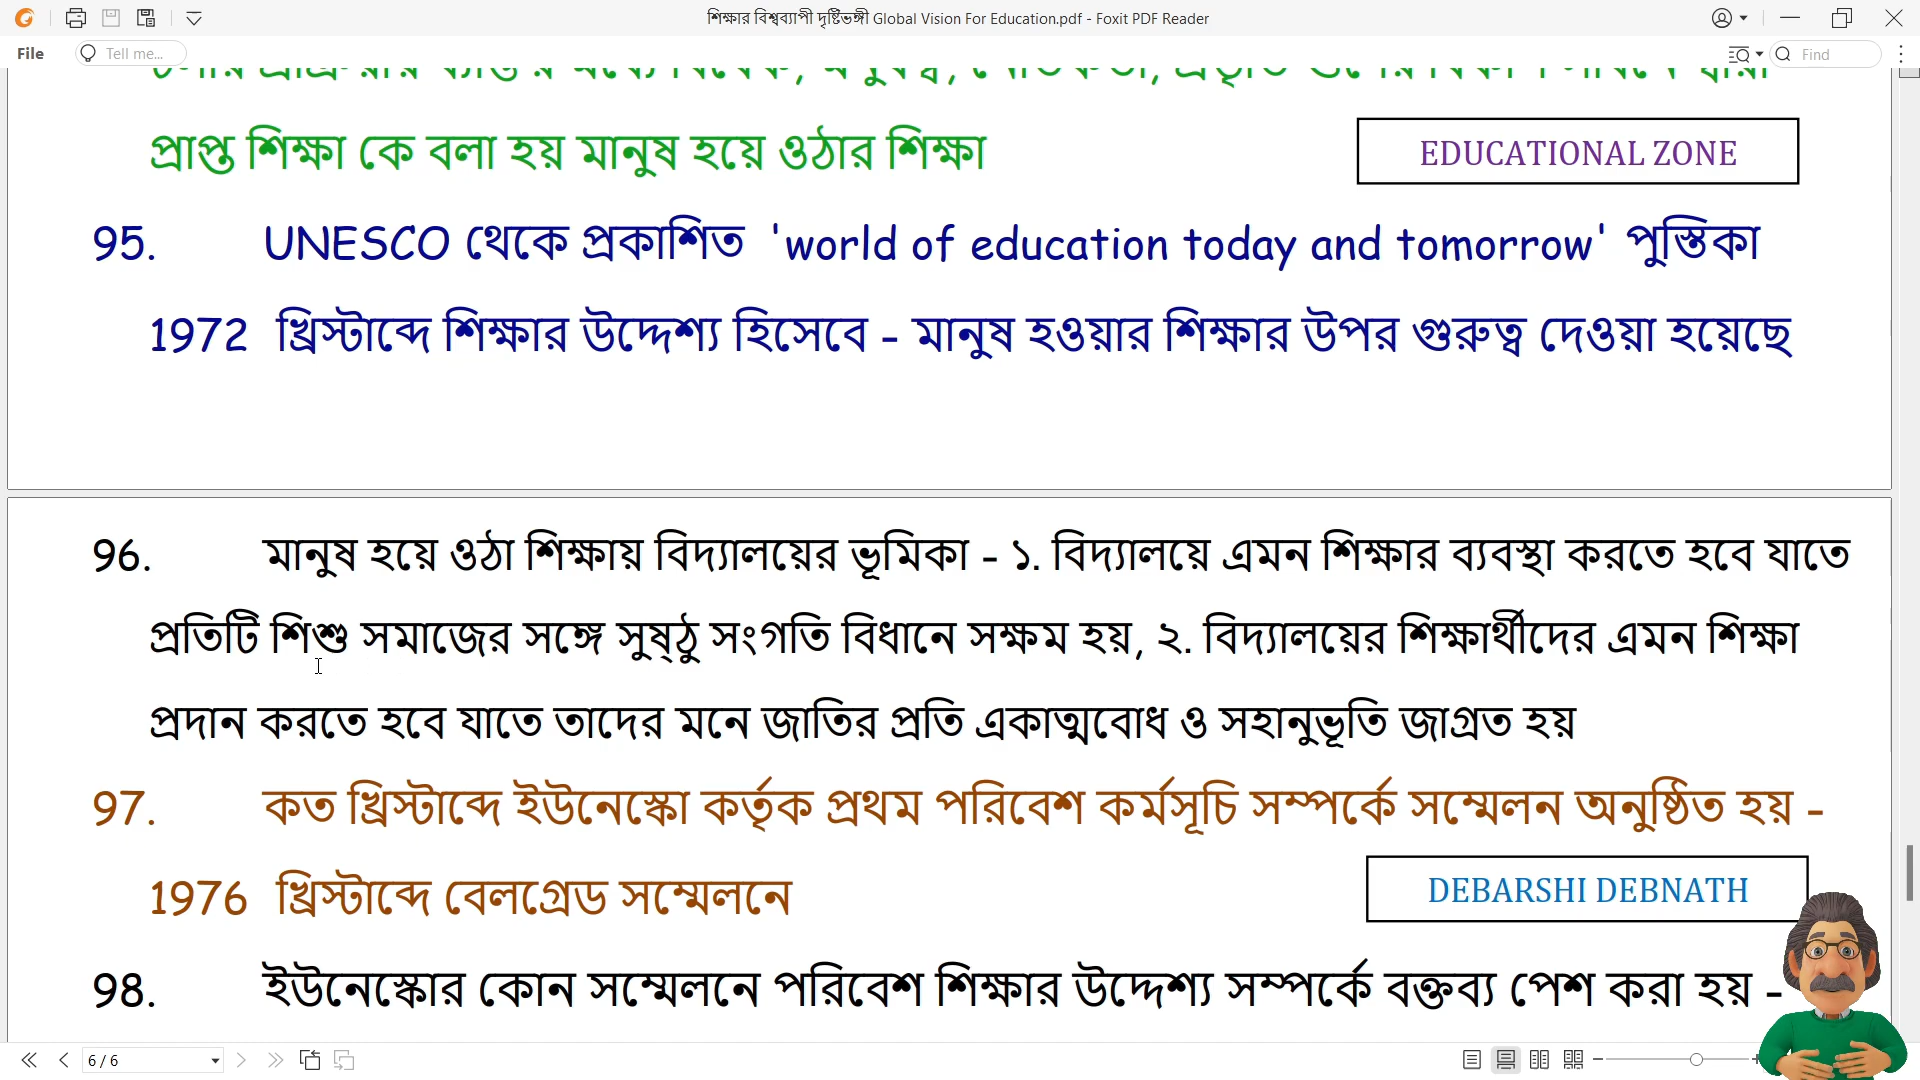 শিক্ষার বিশ্বব্যাপী দৃষ্টিভঙ্গী Global Vision For Education.pdf - Foxit PDF Reader
File Tell me... Find
প্রাপ্ত শিক্ষা কে বলা হয় মানুষ হয়ে ওঠার শিক্ষা
EDUCATIONAL ZONE
95. UNESCO থেকে প্রকাশিত 'world of education today and tomorrow' পুস্তিকা
1972 খ্রিস্টাব্দে শিক্ষার উদ্দেশ্য হিসেবে - মানুষ হওয়ার শিক্ষার উপর গুরুত্ব দেওয়া হয়েছে
96. মানুষ হয়ে ওঠা শিক্ষায় বিদ্যালয়ের ভূমিকা - ১. বিদ্যালয়ে এমন শিক্ষার ব্যবস্থা করতে হবে যাতে
প্রতিটি শিশু সমাজের সঙ্গে সুষ্ঠু সংগতি বিধানে সক্ষম হয়, ২. বিদ্যালয়ের শিক্ষার্থীদের এমন শিক্ষা
প্রদান করতে হবে যাতে তাদের মনে জাতির প্রতি একাত্মবোধ ও সহানুভূতি জাগ্রত হয়
97. কত খ্রিস্টাব্দে ইউনেস্কো কর্তৃক প্রথম পরিবেশ কর্মসূচি সম্পর্কে সম্মেলন অনুষ্ঠিত হয় -
1976 খ্রিস্টাব্দে বেলগ্রেড সম্মেলনে
DEBARSHI DEBNATH
98. ইউনেস্কোর কোন সম্মেলনে পরিবেশ শিক্ষার উদ্দেশ্য সম্পর্কে বক্তব্য পেশ করা হয় -
6 / 6